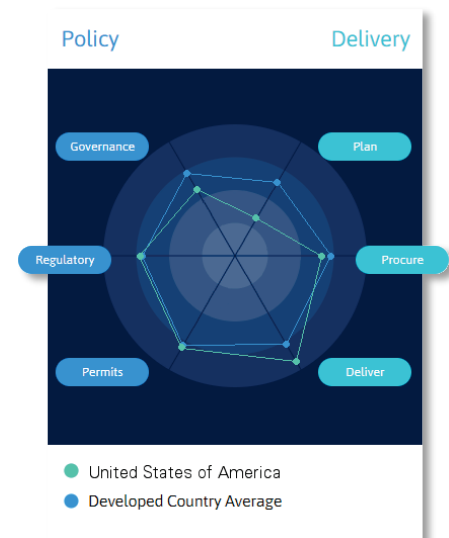 Policy
Delivery
Governance
Plan
Regulatory
Procure
Permits
Deliver
United States of America
Developed Country Average